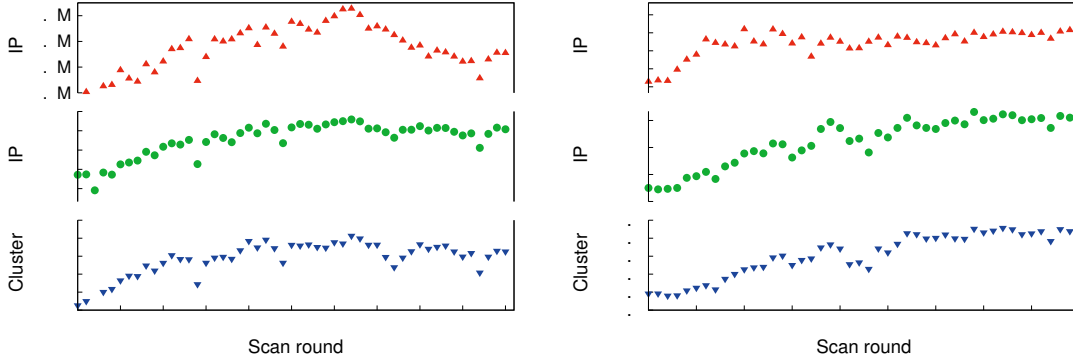 IP
. M
. M
. M
. M
IP
Cluster
Scan round
IP
IP
Cluster
.
.
.
.
.
Scan round